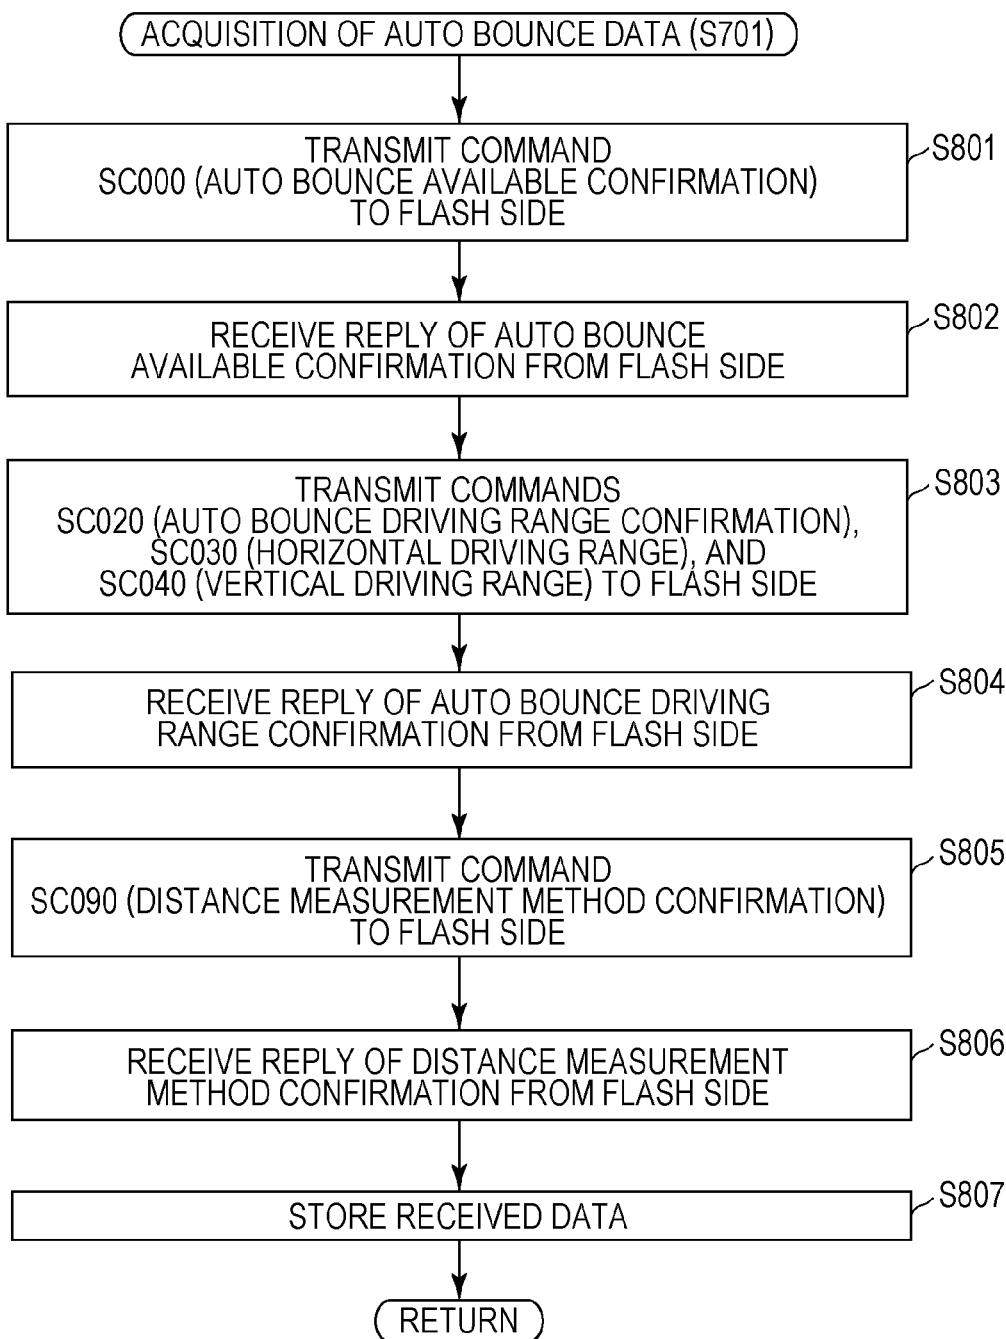 ACQUISITION OF AUTO BOUNCE DATA (S701)
TRANSMIT COMMAND
SC000 (AUTO BOUNCE AVAILABLE CONFIRMATION)
TO FLASH SIDE
S801
RECEIVE REPLY OF AUTO BOUNCE
AVAILABLE CONFIRMATION FROM FLASH SIDE
S802
TRANSMIT COMMANDS
SC020 (AUTO BOUNCE DRIVING RANGE CONFIRMATION),
SC030 (HORIZONTAL DRIVING RANGE), AND
SC040 (VERTICAL DRIVING RANGE) TO FLASH SIDE
S803
RECEIVE REPLY OF AUTO BOUNCE DRIVING
RANGE CONFIRMATION FROM FLASH SIDE
S804
TRANSMIT COMMAND
SC090 (DISTANCE MEASUREMENT METHOD CONFIRMATION)
TO FLASH SIDE
S805
RECEIVE REPLY OF DISTANCE MEASUREMENT
METHOD CONFIRMATION FROM FLASH SIDE
S806
STORE RECEIVED DATA
S807
RETURN